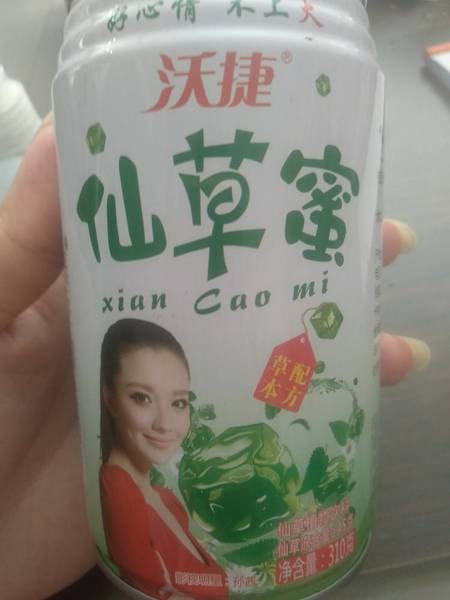 好心情 不上火
沃捷®
仙草蜜
xian Cao mi
草配
本方
净含量：310克